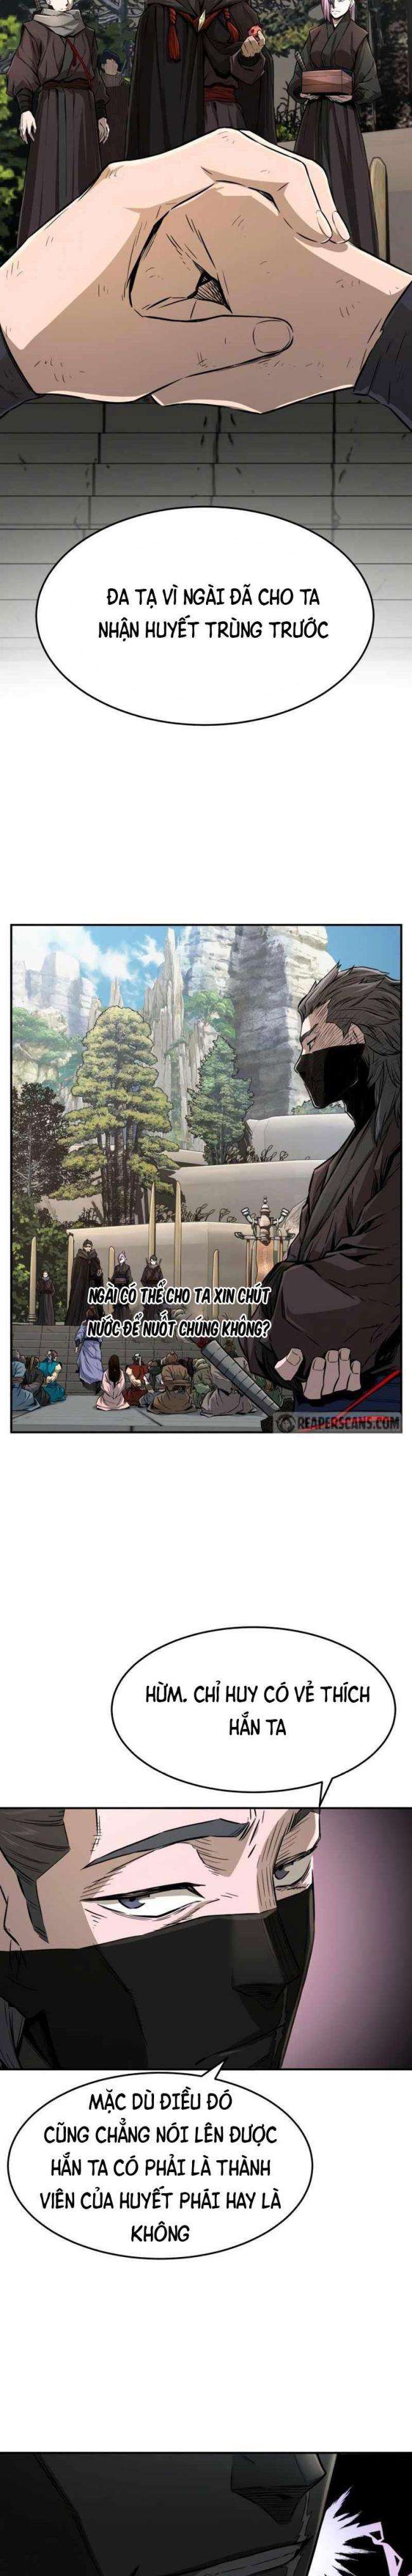 ĐA TẠ VÌ NGÀI ĐÃ CHO TA
NHẬN HUYẾT TRÙNG TRƯỚC
NGÀI CÓ THỂ CHO TA XIN CHÚT
NƯỚC ĐỂ NUỐT CHÚNG KHÔNG?
REAPERSCANS.COM
HỪM. CHỈ HUY CÓ VẺ THÍCH
HẮN TA
MẶC DÙ ĐIỀU ĐÓ
CŨNG CHẲNG NÓI LÊN ĐƯỢC
HẮN TA CÓ PHẢI LÀ THÀNH
VIÊN CỦA HUYẾT PHÁI HAY LÀ
KHÔNG